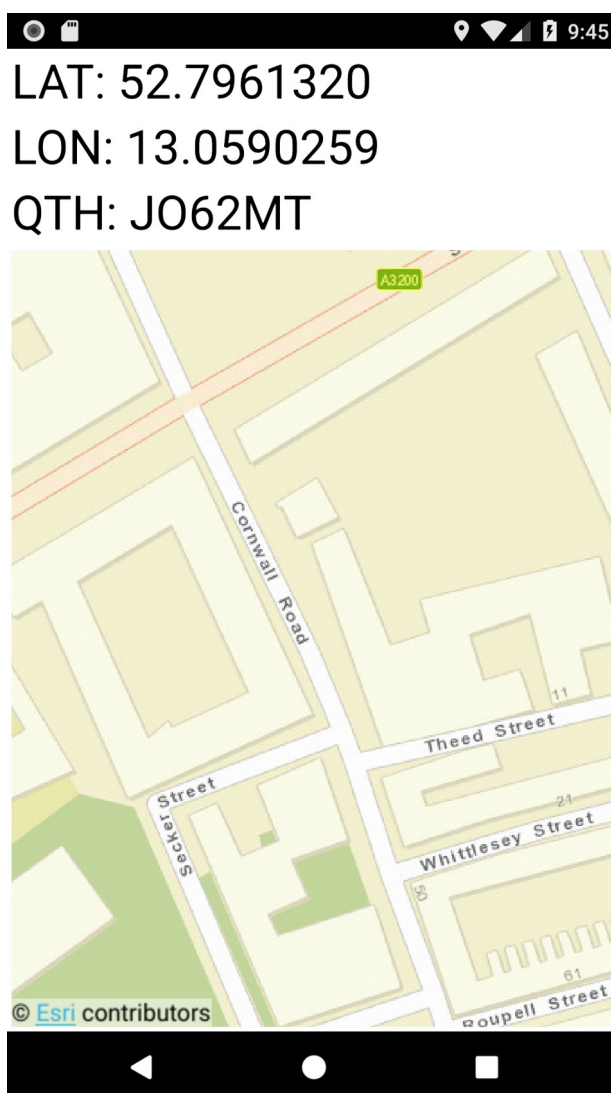 9:45
LAT: 52.7961320
LON: 13.0590259
QTH: JO62MT
A3200
Cornwall Road
11
Theed Street
21
Secker Street
Whittlesey Street
50
61
Roupell Street
© Esri contributors